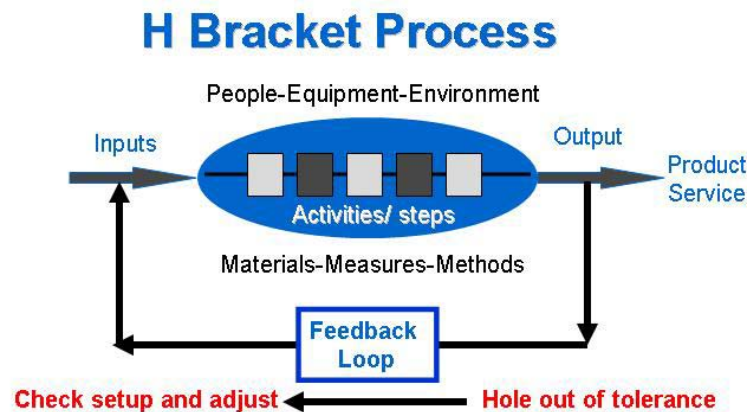 H Bracket Process
People-Equipment-Environment
Inputs
Output
Product
Service
Activities/ steps
Materials-Measures-Methods
Feedback
Loop
Check setup and adjust
Hole out of tolerance